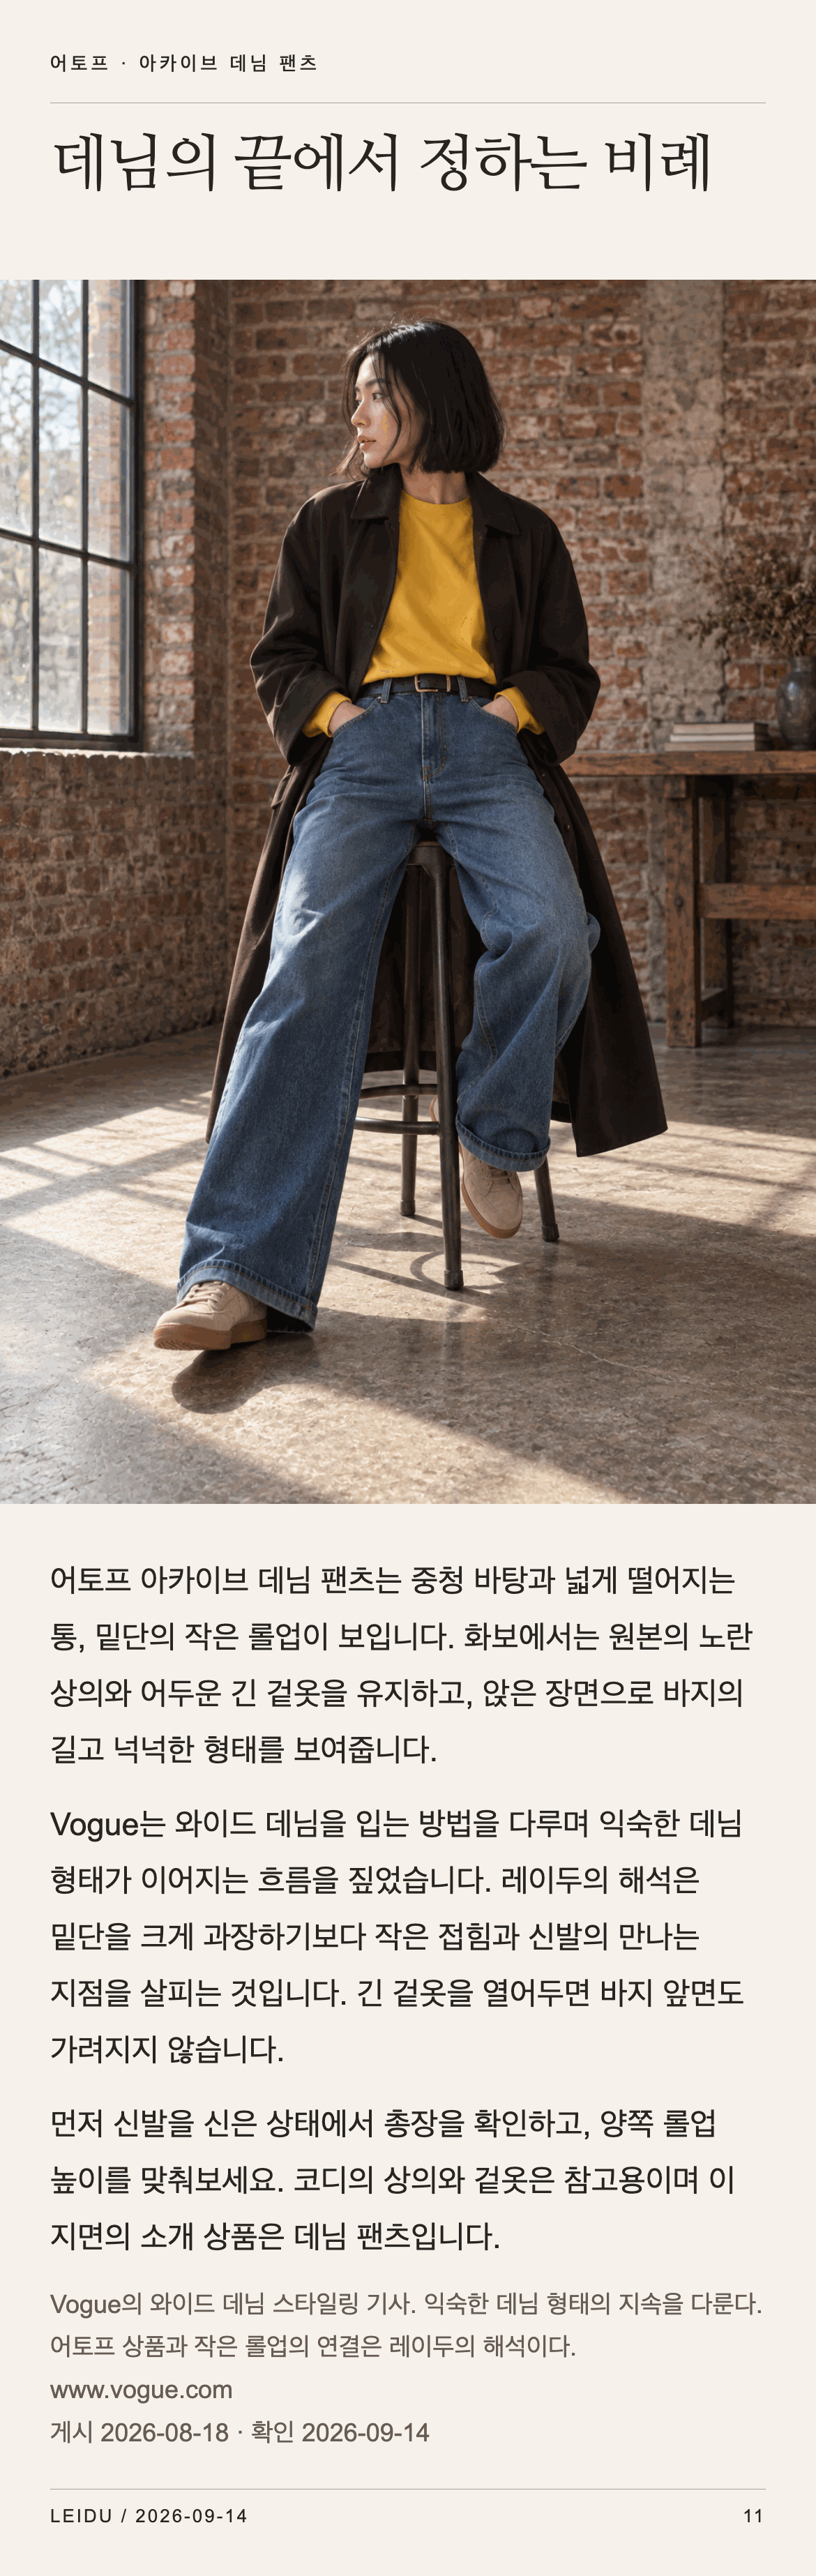 어토프 · 아카이브 데님 팬츠
데님의 끝에서 정하는 비례
어토프 아카이브 데님 팬츠는 중청 바탕과 넓게 떨어지는
통, 밑단의 작은 롤업이 보입니다. 화보에서는 원본의 노란
상의와 어두운 긴 겉옷을 유지하고, 앉은 장면으로 바지의
길고 넉넉한 형태를 보여줍니다.
Vogue는 와이드 데님을 입는 방법을 다루며 익숙한 데님
형태가 이어지는 흐름을 짚었습니다. 레이두의 해석은
밑단을 크게 과장하기보다 작은 접힘과 신발의 만나는
지점을 살피는 것입니다. 긴 겉옷을 열어두면 바지 앞면도
가려지지 않습니다.
먼저 신발을 신은 상태에서 총장을 확인하고, 양쪽 롤업
높이를 맞춰보세요. 코디의 상의와 겉옷은 참고용이며 이
지면의 소개 상품은 데님 팬츠입니다.
Vogue의 와이드 데님 스타일링 기사. 익숙한 데님 형태의 지속을 다룬다.
어토프 상품과 작은 롤업의 연결은 레이두의 해석이다.
www.vogue.com
게시 2026-08-18 · 확인 2026-09-14
LEIDU / 2026-09-14
11